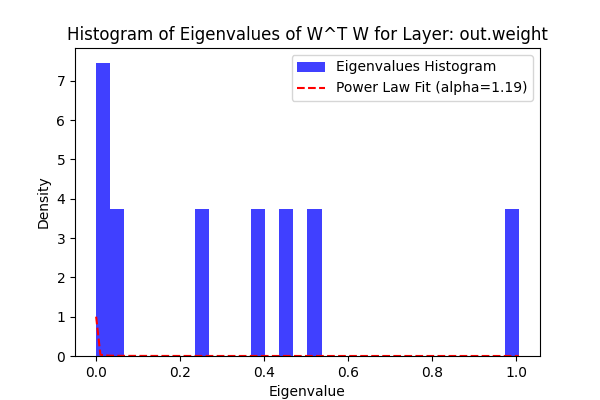 Histogram of Eigenvalues of W^T W for Layer: out.weight
Eigenvalues Histogram
Power Law Fit (alpha=1.19)
Density
7
6
5
4
3
2
1
0
0.0 0.2 0.4 0.6 0.8 1.0
Eigenvalue